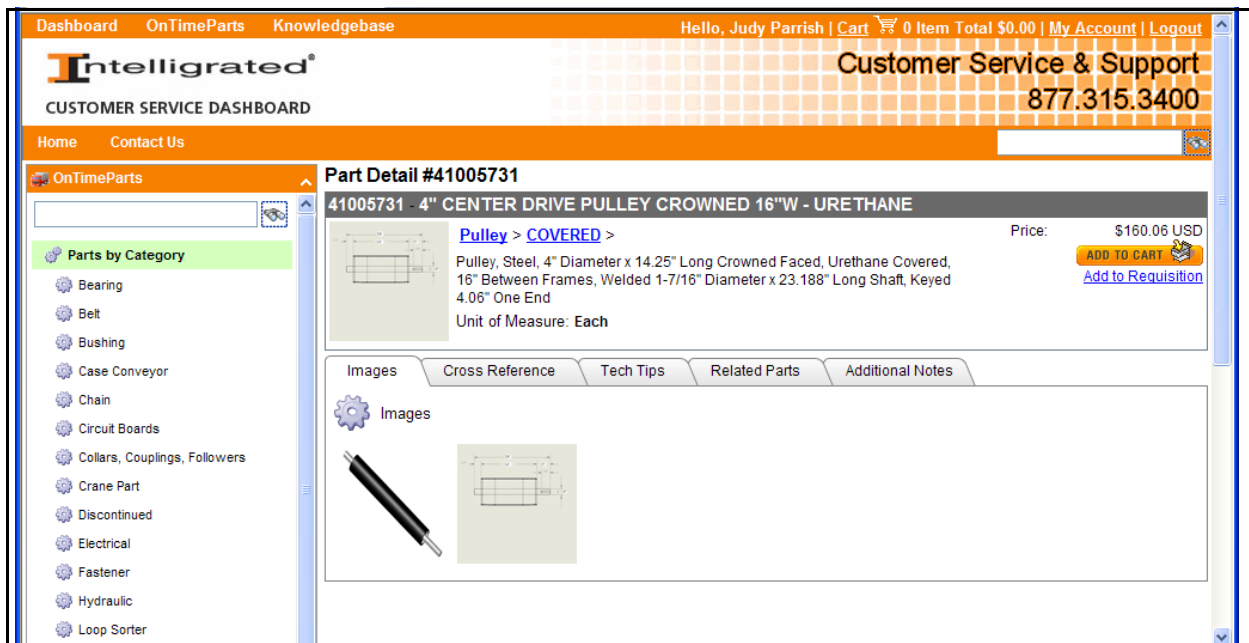 Dashboard OnTimeParts Knowledgebase Hello, Judy Parrish | Cart 0 Item Total $0.00 | My Account | Logout
Intelligrated®
Customer Service & Support
CUSTOMER SERVICE DASHBOARD
877.315.3400
Home Contact Us
OnTimeParts
Parts by Category
Bearing
Belt
Bushing
Case Conveyor
Chain
Circuit Boards
Collars, Couplings, Followers
Crane Part
Discontinued
Electrical
Fastener
Hydraulic
Loop Sorter
Part Detail #41005731
41005731 - 4" CENTER DRIVE PULLEY CROWNED 16"W - URETHANE
Pulley > COVERED >
Price: $160.06 USD
ADD TO CART
Add to Requisition
Pulley, Steel, 4" Diameter x 14.25" Long Crowned Faced, Urethane Covered,
16" Between Frames, Welded 1-7/16" Diameter x 23.188" Long Shaft, Keyed
4.06" One End
Unit of Measure: Each
Images Cross Reference Tech Tips Related Parts Additional Notes
Images